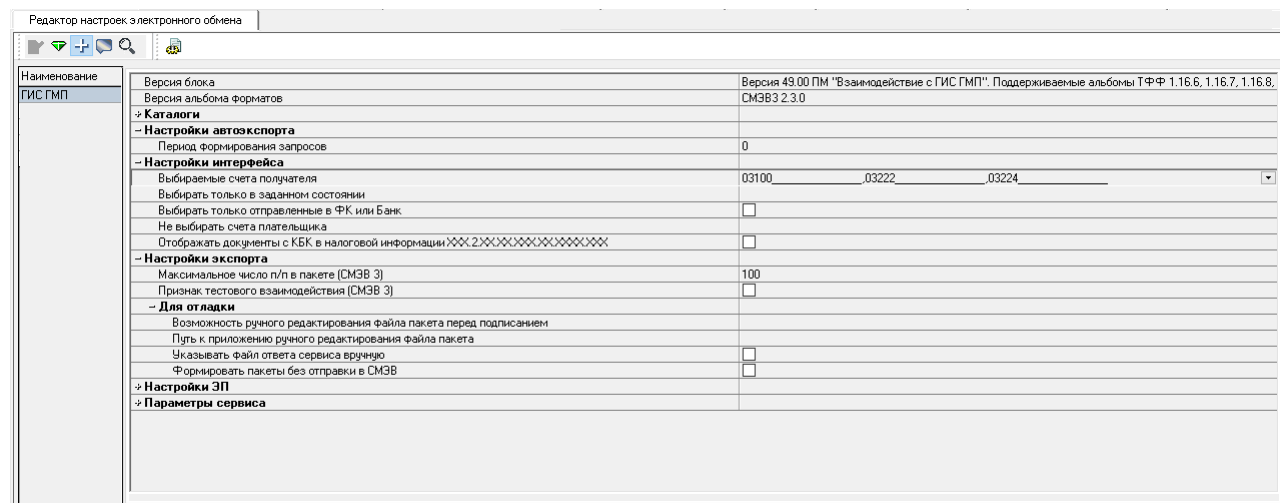 Редактор настроек электронного обмена
Наименование
ГИС ГМП
Версия блока Версия 49.00 ПМ "Взаимодействие с ГИС ГМП". Поддерживаемые альбомы ТФФ 1.16.6, 1.16.7, 1.16.8,
Версия альбома форматов СМЭВ3 2.3.0
Каталоги
Настройки автоэкспорта
Период формирования запросов 0
Настройки интерфейса
Выбираемые счета получателя 03100_______________,03222_______________,03224_______________
Выбирать только в заданном состоянии
Выбирать только отправленные в ФК или Банк
Не выбирать счета плательщика
Отображать документы с КБК в налоговой информации XXX.2.XX.XX.XXX.XX.XXXX.XXX
Настройки экспорта
Максимальное число п/п в пакете (СМЭВ 3) 100
Признак тестового взаимодействия (СМЭВ 3)
Для отладки
Возможность ручного редактирования файла пакета перед подписанием
Путь к приложению ручного редактирования файла пакета
Указывать файл ответа сервиса вручную
Формировать пакеты без отправки в СМЭВ
Настройки ЭП
Параметры сервиса